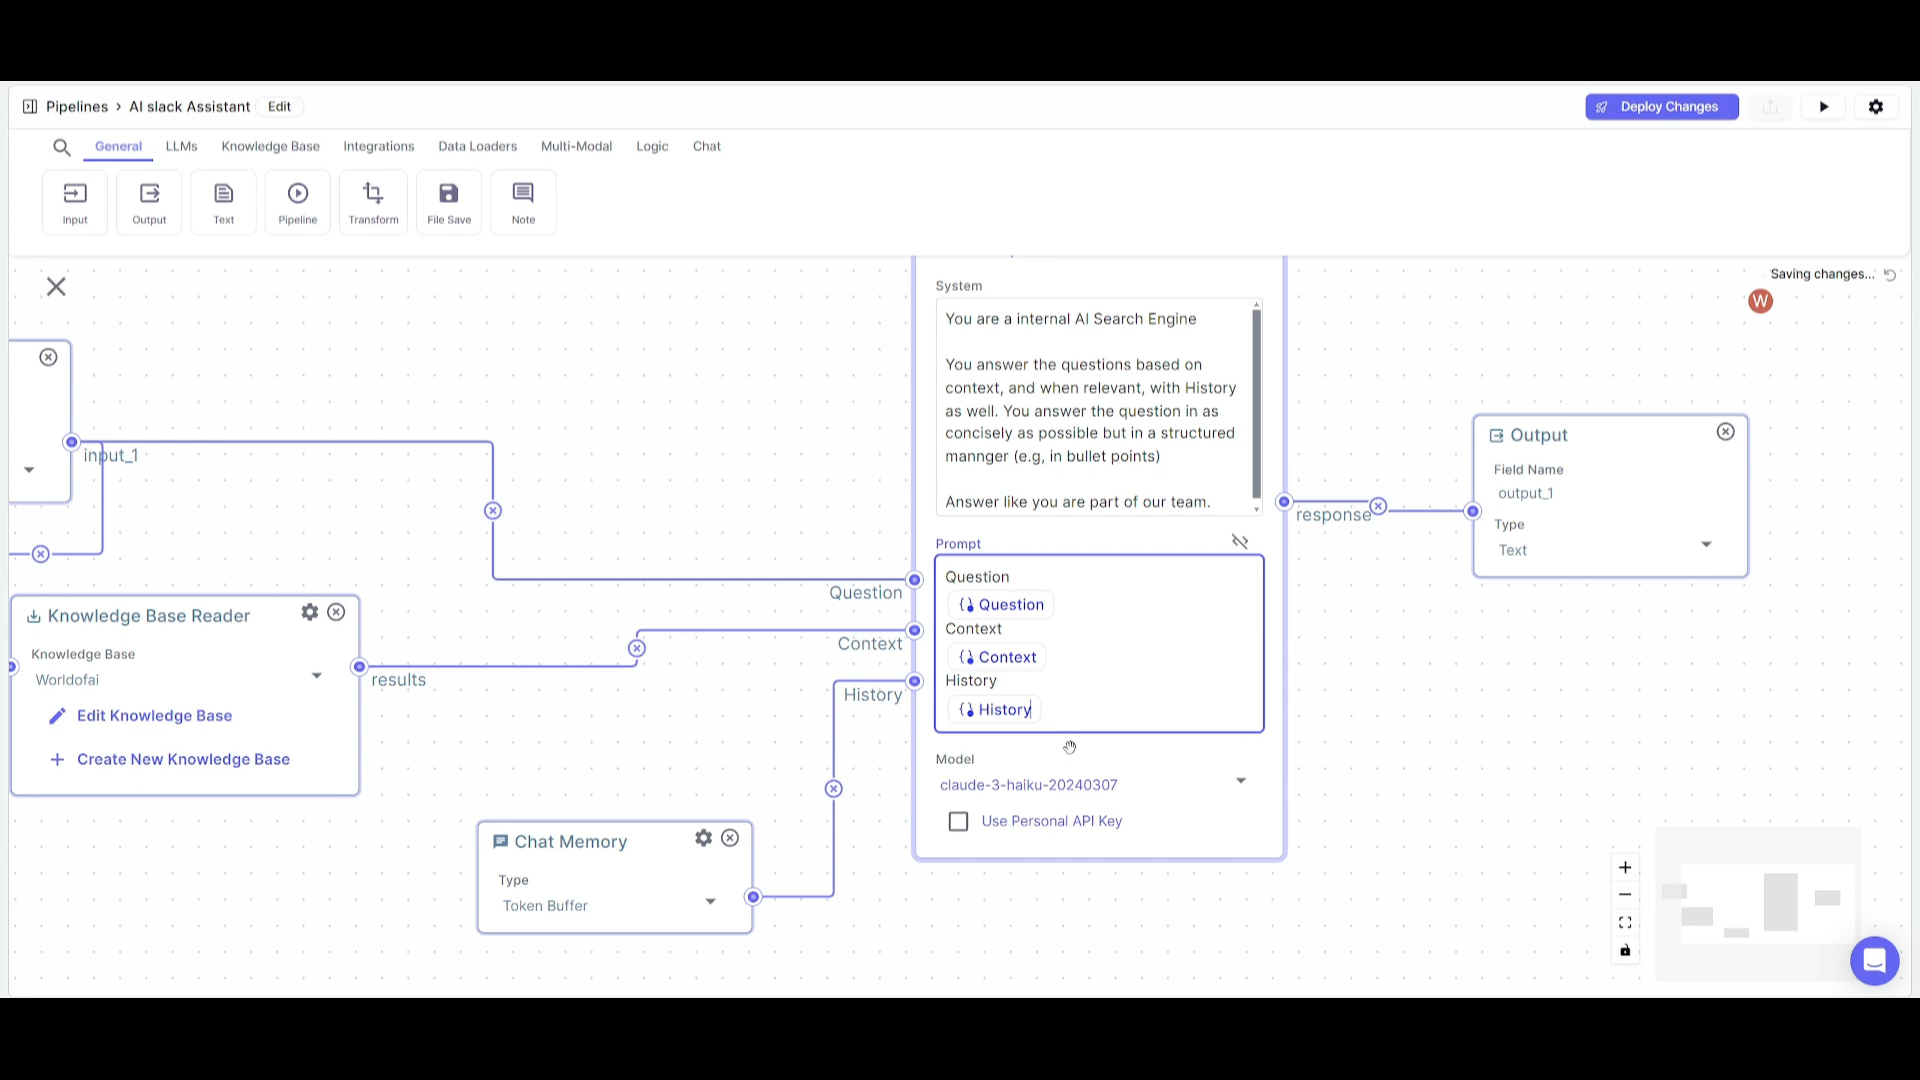 Pipelines > AI slack Assistant Edit
Deploy Changes
General LLMs Knowledge Base Integrations Data Loaders Multi-Modal Logic Chat
Input Output Text Pipeline Transform File Save Note
Saving changes...
W
System
You are a internal AI Search Engine
You answer the questions based on
context, and when relevant, with History
as well. You answer the question in as
concisely as possible but in a structured
mannger (e.g, in bullet points)
Answer like you are part of our team.
input_1
response
Output
Field Name
output_1
Type
Text
Prompt
Question
Question
Context
Context
History
History
Question
Context
History
Knowledge Base Reader
Knowledge Base
Worldofai
Edit Knowledge Base
Create New Knowledge Base
results
Model
claude-3-haiku-20240307
Use Personal API Key
Chat Memory
Type
Token Buffer